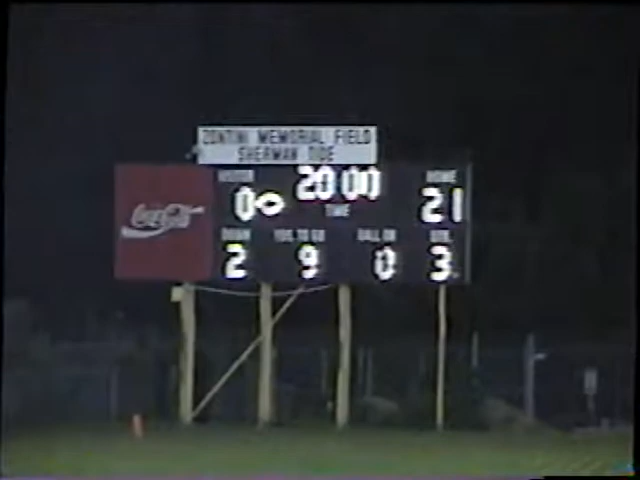 ZONTINI MEMORIAL FIELD
SHERMAN TIDE
VISITOR 20 00 HOME
0 TIME 21
Coca-Cola
DOWN YDS. TO GO BALL ON QTR.
2 9 0 3